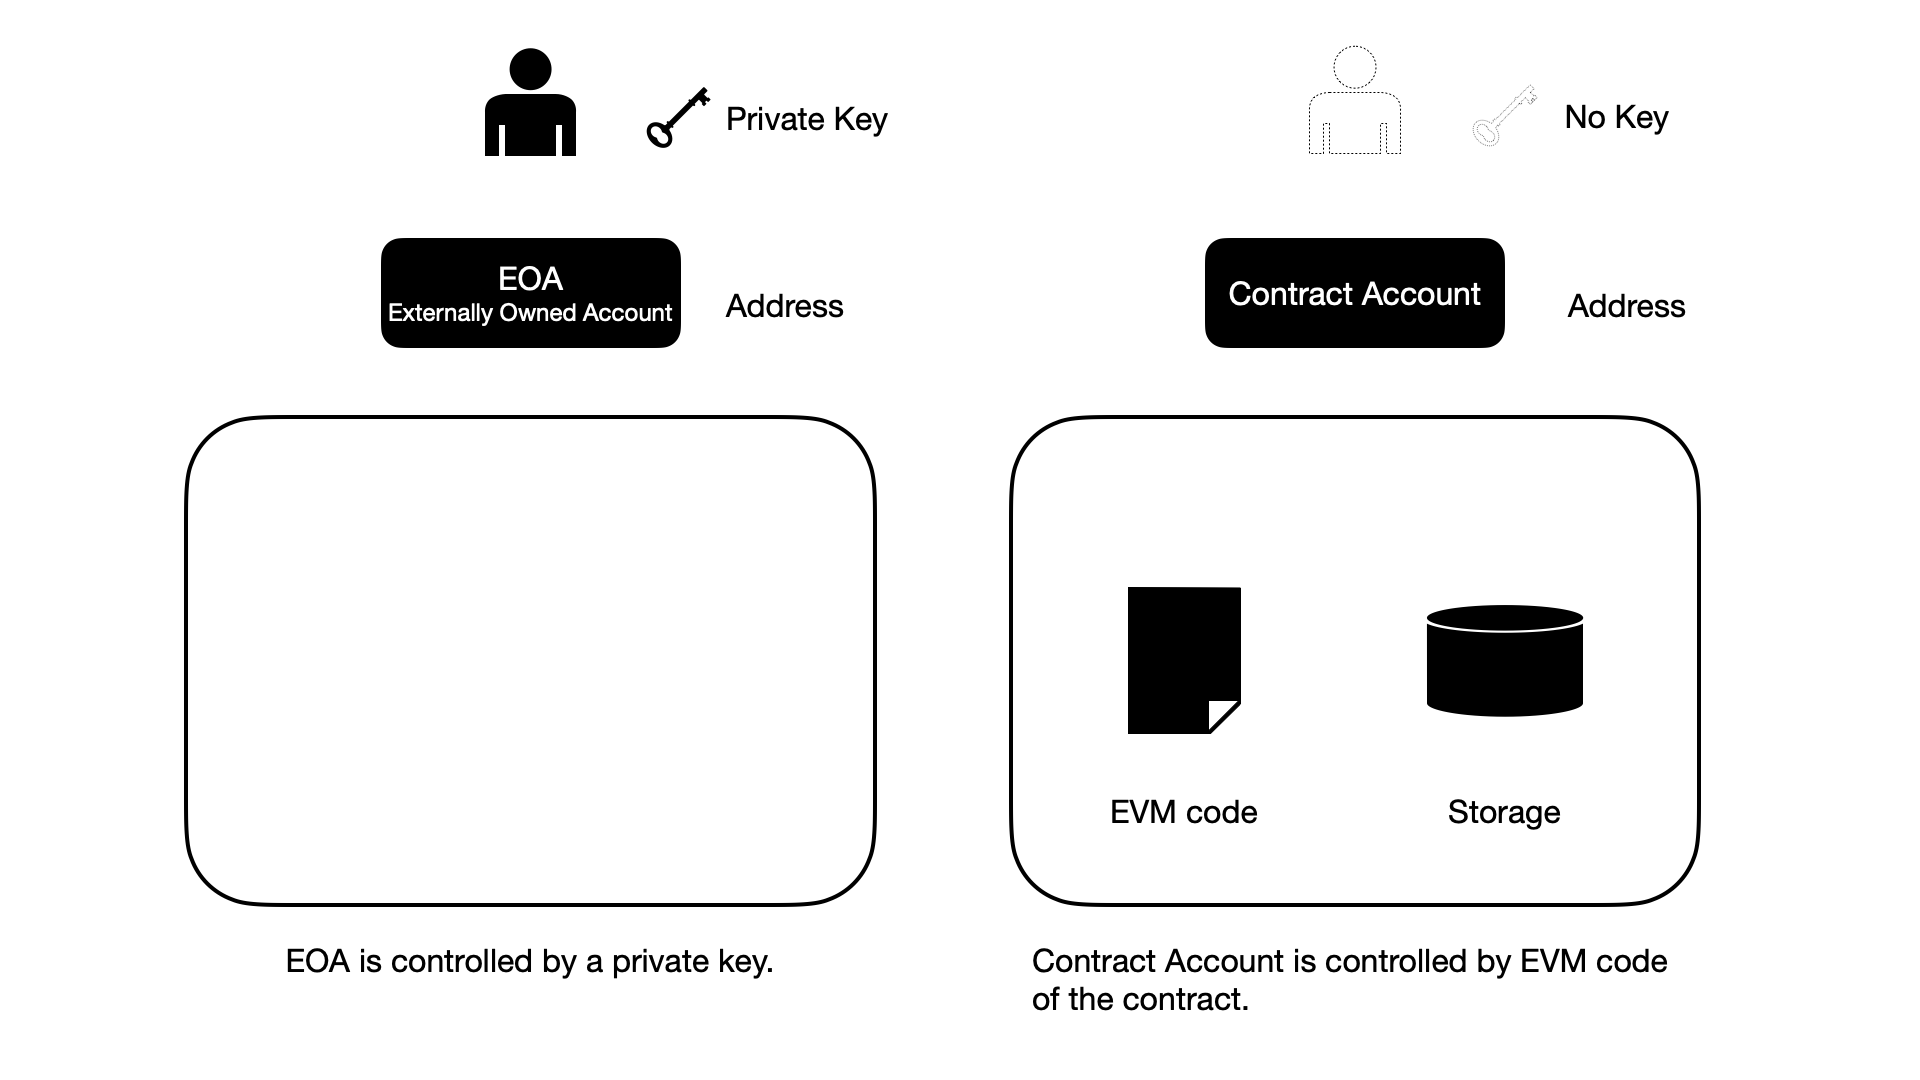 Private Key
EOA
Externally Owned Account
Address
EOA is controlled by a private key.
No Key
Contract Account
Address
EVM code
Storage
Contract Account is controlled by EVM code
of the contract.